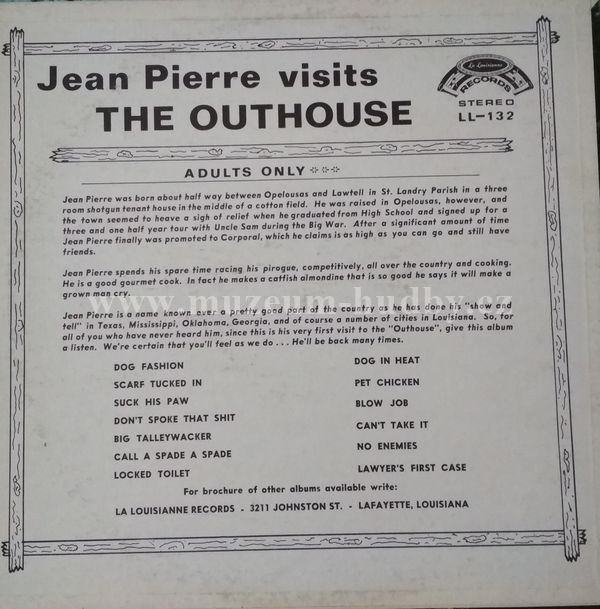 Jean Pierre visits
THE OUTHOUSE
La Louisianne
RECORDS
STEREO
LL-132
ADULTS ONLY ***
Jean Pierre was born about half way between Opelousas and Lawtell in St. Landry Parish in a three
room shotgun tenant house in the middle of a cotton field. He was raised in Opelousas, however, and
the town seemed to heave a sigh of relief when he graduated from High School and signed up for a
three and one half year tour with Uncle Sam during the Big War. After a significant amount of time
Jean Pierre finally was promoted to Corporal, which he claims is as high as you can go and still have
friends.
Jean Pierre spends his spare time racing his pirogue, competitively, all over the country and cooking.
He is a good gourmet cook. In fact he makes a catfish almondine that is so good he says it will make a
grown man cry.
www.muzeum-hudby.cz
Jean Pierre is a name known over a pretty good part of the country as he has done his "show and
tell" in Texas, Mississippi, Oklahoma, Georgia, and of course a number of cities in Louisiana. So, for
all of you who have never heard him, since this is his very first visit to the "Outhouse", give this album
a listen. We're certain that you'll feel as we do . . . He'll be back many times.
DOG FASHION
SCARF TUCKED IN
SUCK HIS PAW
DON'T SPOKE THAT SHIT
BIG TALLEYWACKER
CALL A SPADE A SPADE
LOCKED TOILET
DOG IN HEAT
PET CHICKEN
BLOW JOB
CAN'T TAKE IT
NO ENEMIES
LAWYER'S FIRST CASE
For brochure of other albums available write:
LA LOUISIANNE RECORDS - 3211 JOHNSTON ST. - LAFAYETTE, LOUISIANA